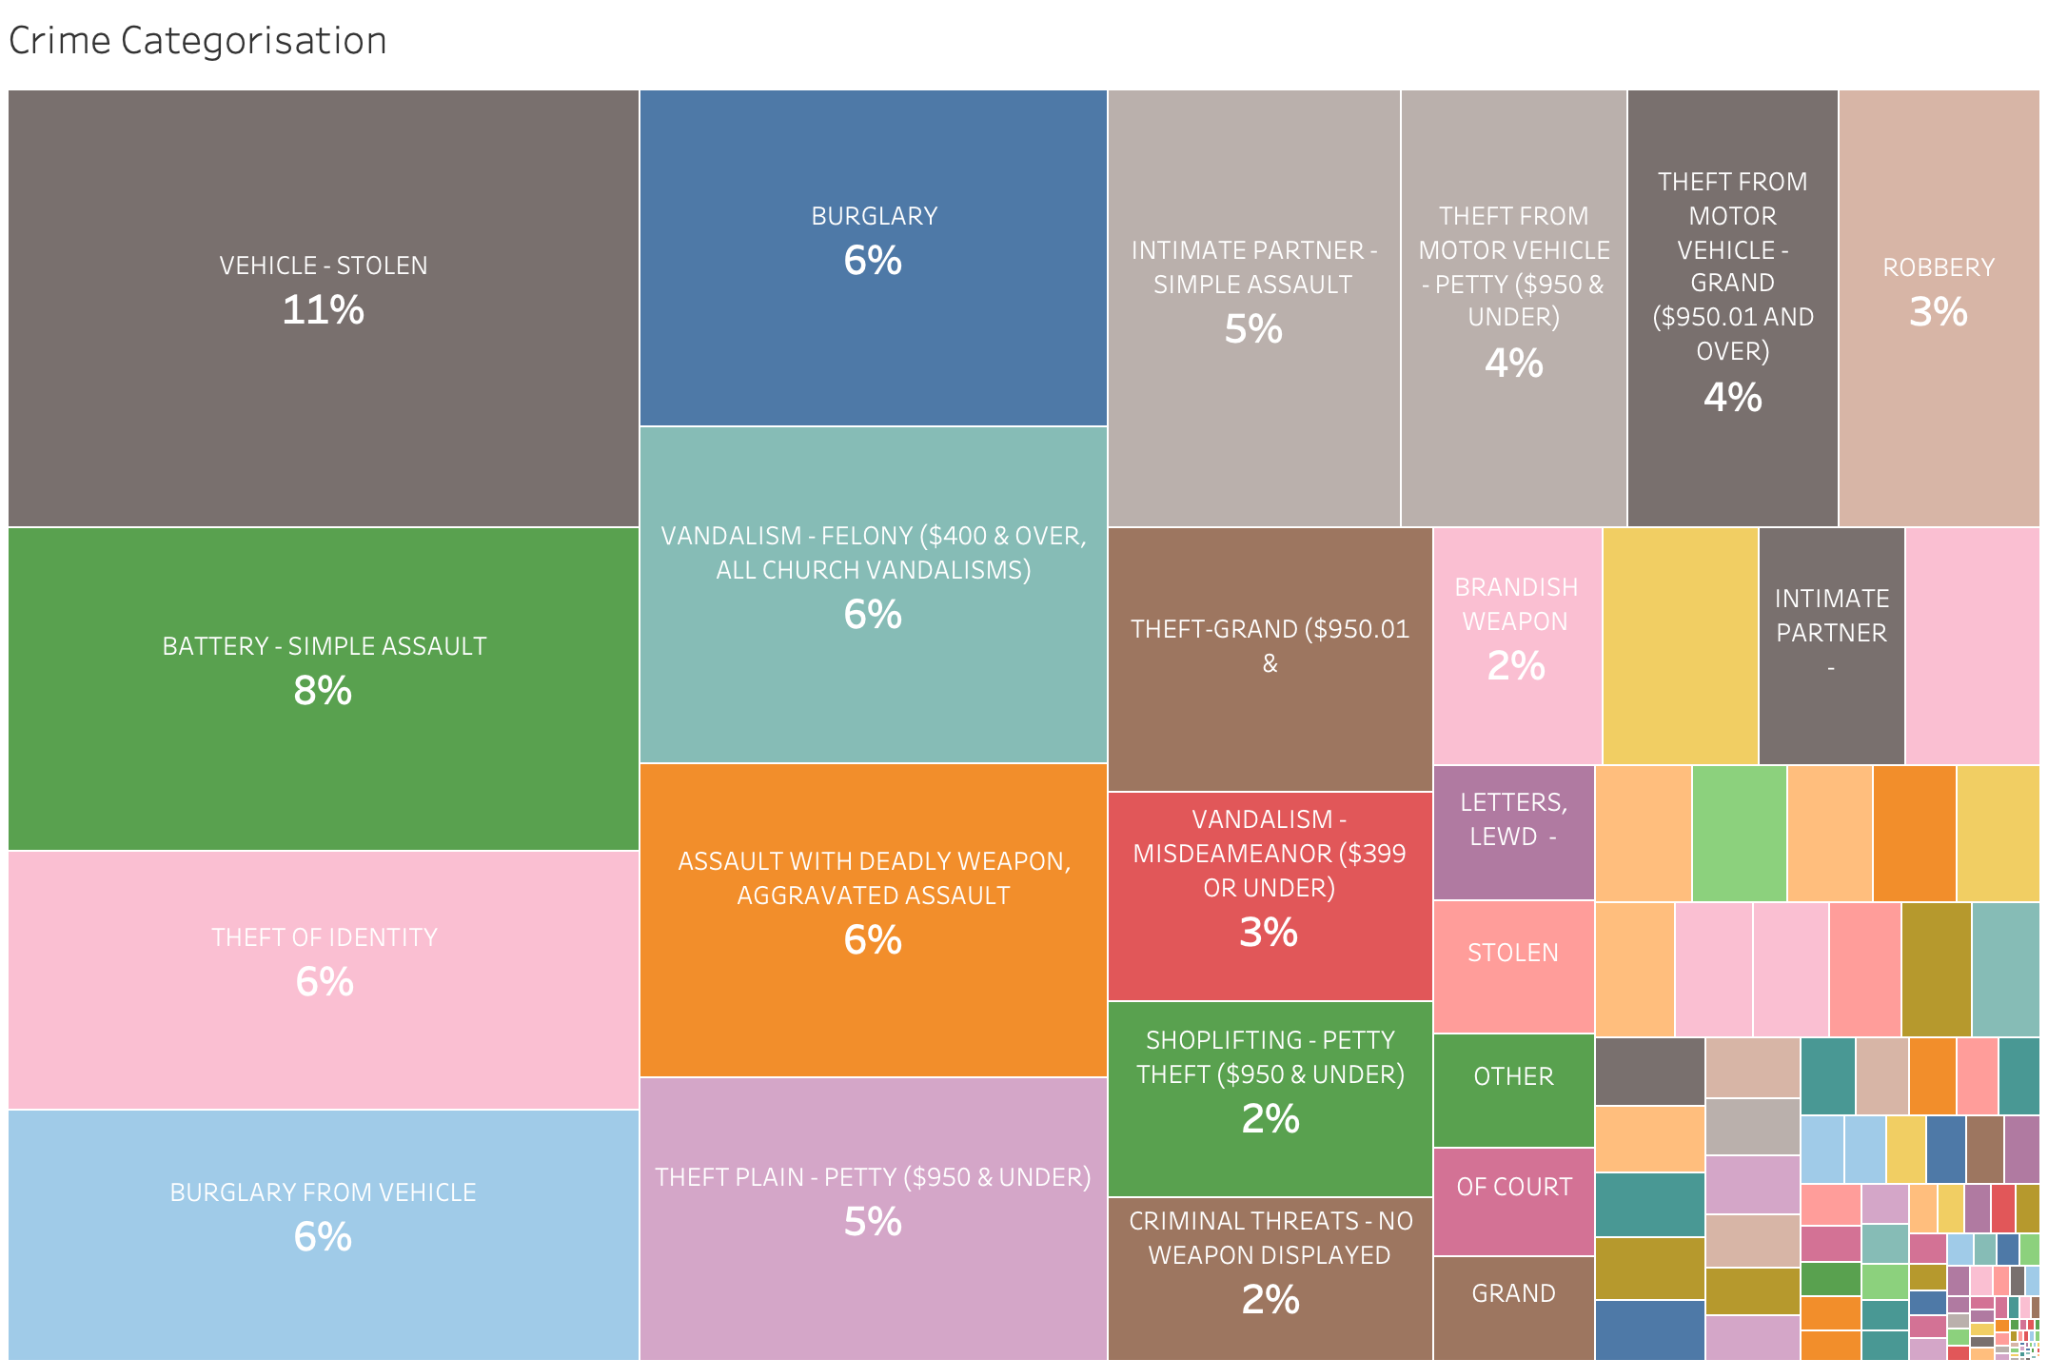 Crime Categorisation
VEHICLE - STOLEN
11%
BATTERY - SIMPLE ASSAULT
8%
THEFT OF IDENTITY
6%
BURGLARY FROM VEHICLE
6%
BURGLARY
6%
VANDALISM - FELONY ($400 & OVER,
ALL CHURCH VANDALISMS)
6%
ASSAULT WITH DEADLY WEAPON,
AGGRAVATED ASSAULT
6%
THEFT PLAIN - PETTY ($950 & UNDER)
5%
INTIMATE PARTNER -
SIMPLE ASSAULT
5%
THEFT FROM
MOTOR VEHICLE
- PETTY ($950 &
UNDER)
4%
THEFT FROM
MOTOR
VEHICLE -
GRAND
($950.01 AND
OVER)
4%
ROBBERY
3%
THEFT-GRAND ($950.01
&
VANDALISM -
MISDEAMEANOR ($399
OR UNDER)
3%
SHOPLIFTING - PETTY
THEFT ($950 & UNDER)
2%
CRIMINAL THREATS - NO
WEAPON DISPLAYED
2%
BRANDISH
WEAPON
2%
INTIMATE
PARTNER
-
LETTERS,
LEWD -
STOLEN
OTHER
OF COURT
GRAND